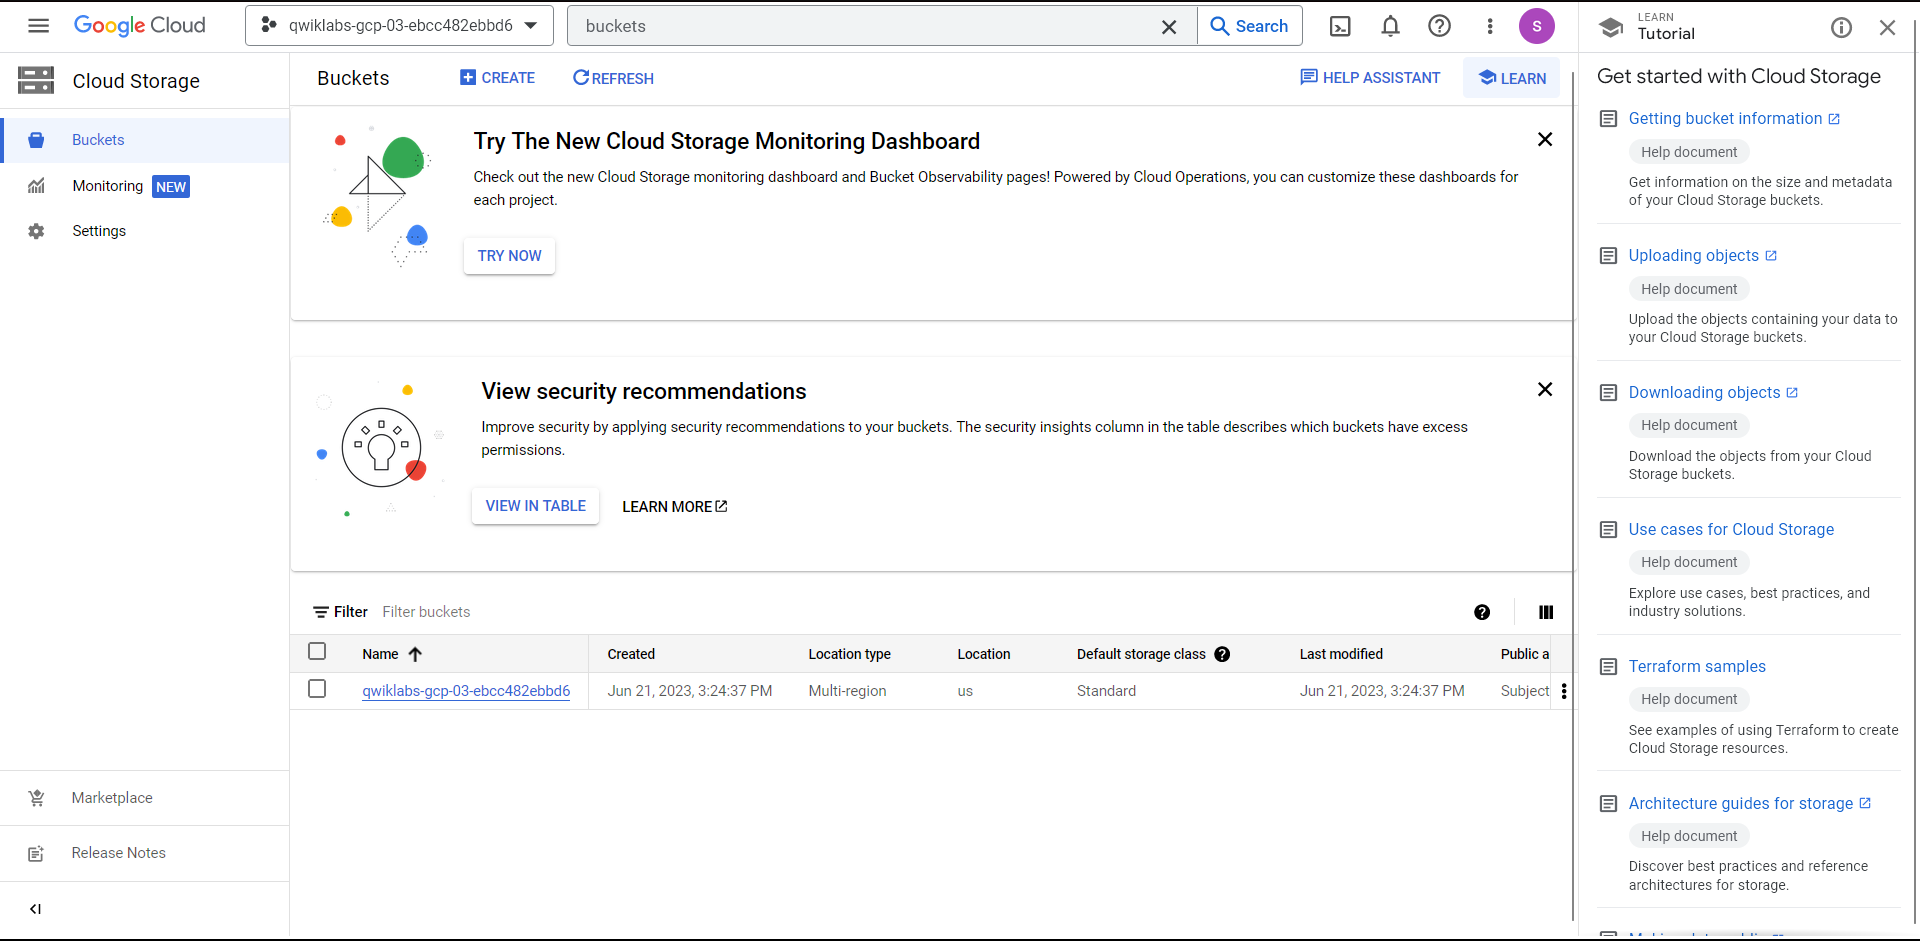 Google Cloud
qwiklabs-gcp-03-ebcc482ebbd6
buckets
Search
S
LEARN
Tutorial
Cloud Storage
Buckets
Monitoring NEW
Settings
Marketplace
Release Notes
Buckets
CREATE
REFRESH
HELP ASSISTANT
LEARN
Try The New Cloud Storage Monitoring Dashboard
Check out the new Cloud Storage monitoring dashboard and Bucket Observability pages! Powered by Cloud Operations, you can customize these dashboards for
each project.
TRY NOW
View security recommendations
Improve security by applying security recommendations to your buckets. The security insights column in the table describes which buckets have excess
permissions.
VIEW IN TABLE
LEARN MORE
Filter Filter buckets
Name Created Location type Location Default storage class Last modified Public a
qwiklabs-gcp-03-ebcc482ebbd6 Jun 21, 2023, 3:24:37 PM Multi-region us Standard Jun 21, 2023, 3:24:37 PM Subject
Get started with Cloud Storage
Getting bucket information
Help document
Get information on the size and metadata
of your Cloud Storage buckets.
Uploading objects
Help document
Upload the objects containing your data to
your Cloud Storage buckets.
Downloading objects
Help document
Download the objects from your Cloud
Storage buckets.
Use cases for Cloud Storage
Help document
Explore use cases, best practices, and
industry solutions.
Terraform samples
Help document
See examples of using Terraform to create
Cloud Storage resources.
Architecture guides for storage
Help document
Discover best practices and reference
architectures for storage.